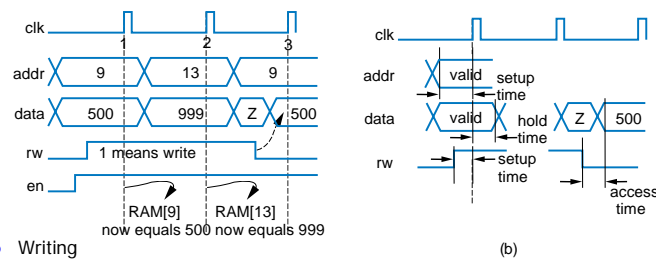 clk
1 2 3
addr 9 13 9
data 500 999 Z 500
rw 1 means write
en
RAM[9] RAM[13]
now equals 500 now equals 999
Writing
clk
addr valid setup
time
data valid hold Z 500
time
rw setup
time
access
time
(b)